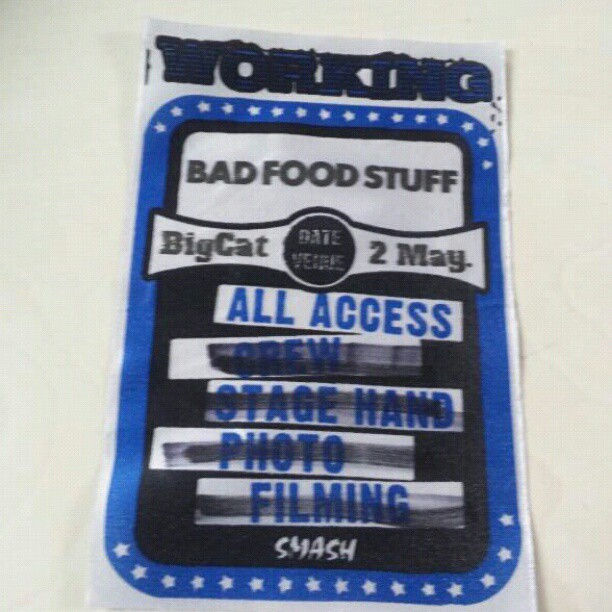 WORKING
BAD FOOD STUFF
BigCat DATE VENUE 2 May.
ALL ACCESS
CREW
STAGE HAND
PHOTO
FILMING
SMASH